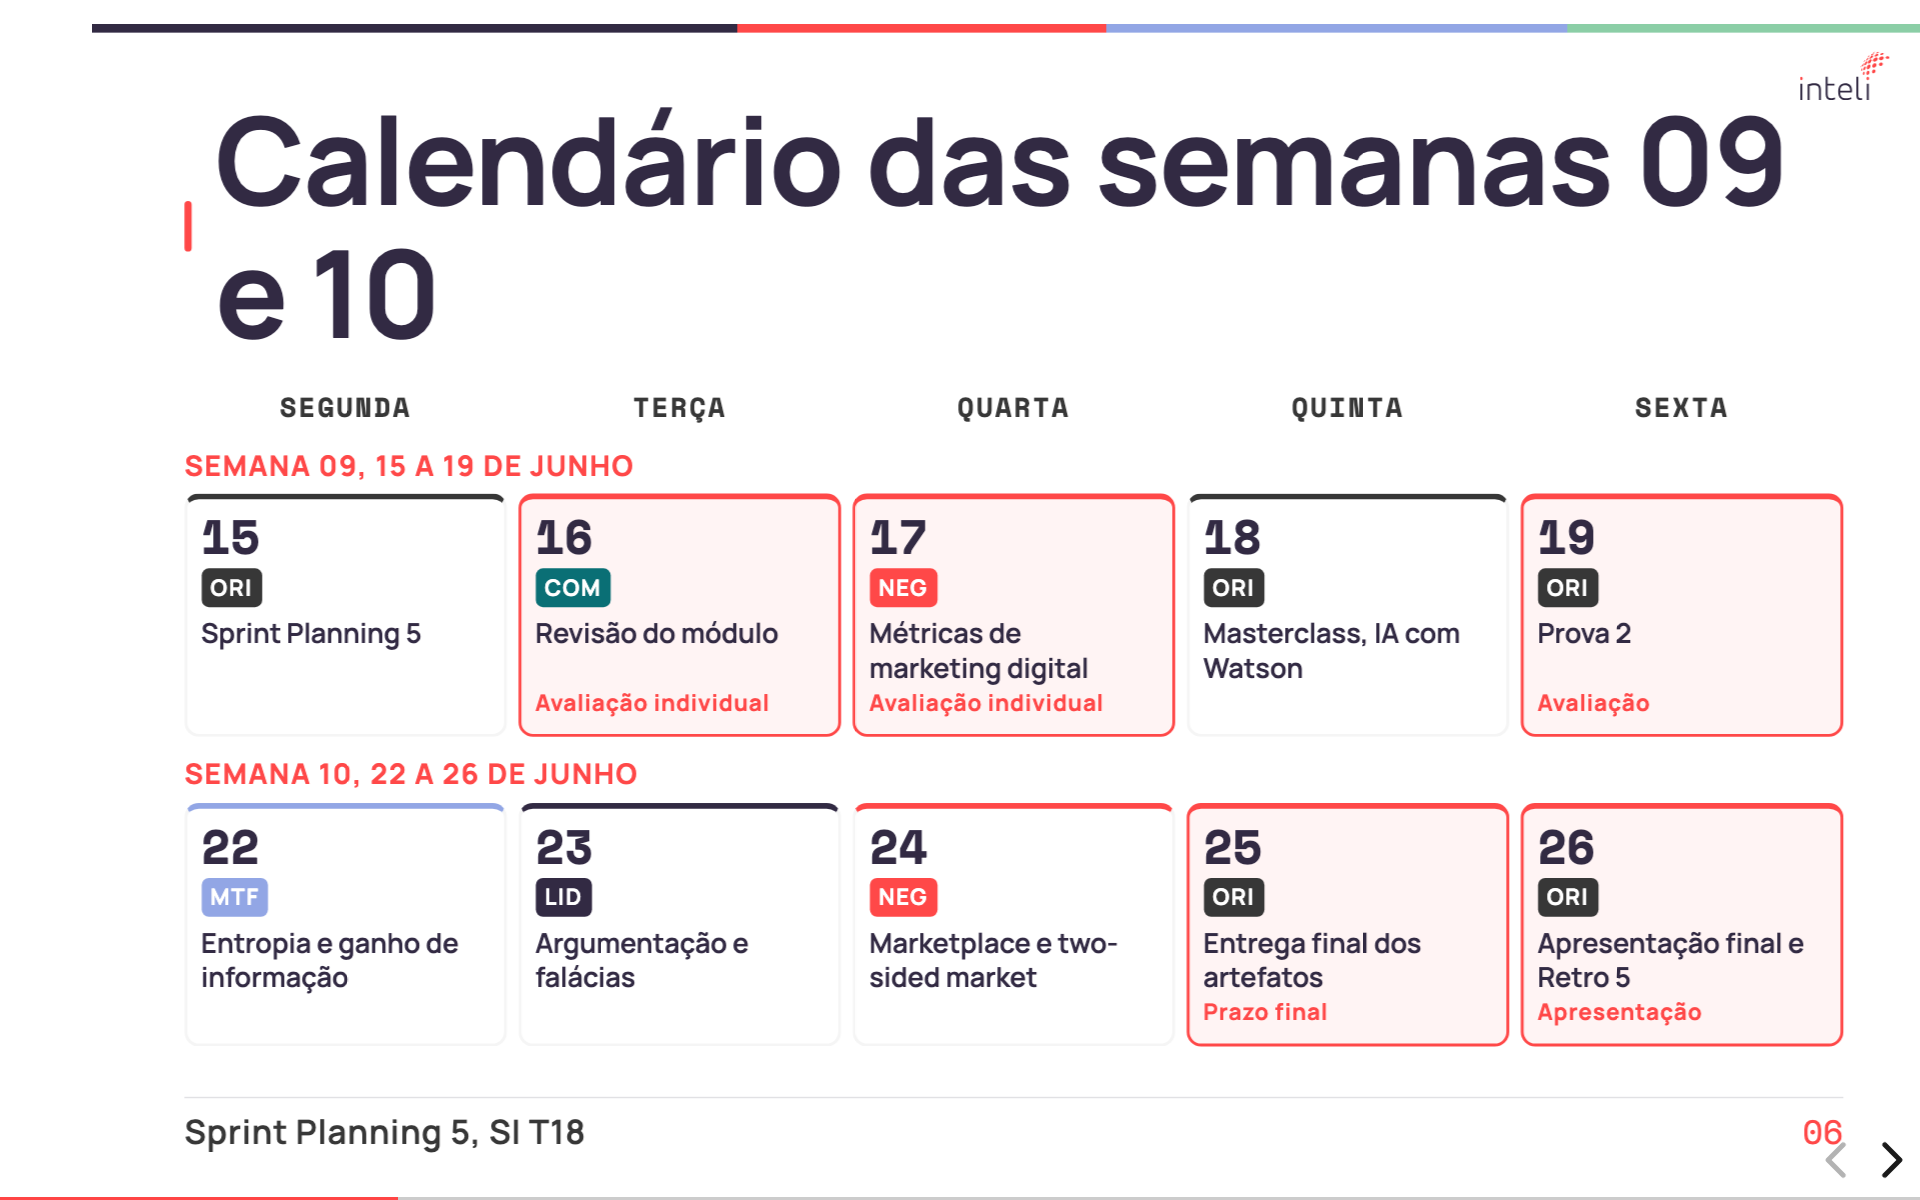 inteli
Calendário das semanas 09
e 10
SEGUNDA TERÇA QUARTA QUINTA SEXTA
SEMANA 09, 15 A 19 DE JUNHO
15
ORI
Sprint Planning 5
16
COM
Revisão do módulo
Avaliação individual
17
NEG
Métricas de
marketing digital
Avaliação individual
18
ORI
Masterclass, IA com
Watson
19
ORI
Prova 2
Avaliação
SEMANA 10, 22 A 26 DE JUNHO
22
MTF
Entropia e ganho de
informação
23
LID
Argumentação e
falácias
24
NEG
Marketplace e two-
sided market
25
ORI
Entrega final dos
artefatos
Prazo final
26
ORI
Apresentação final e
Retro 5
Apresentação
Sprint Planning 5, SI T18
06